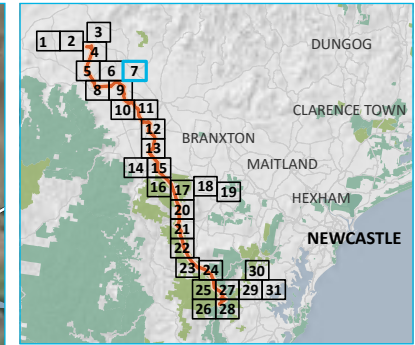 3
1 2
DUNGOG
4
5 6 7
8 9
CLARENCE TOWN
10 11
12
BRANXTON
13
MAITLAND
14 15
16 17 18 19
HEXHAM
20
21
NEWCASTLE
22
23 24 30
25 27 29 31
26 28